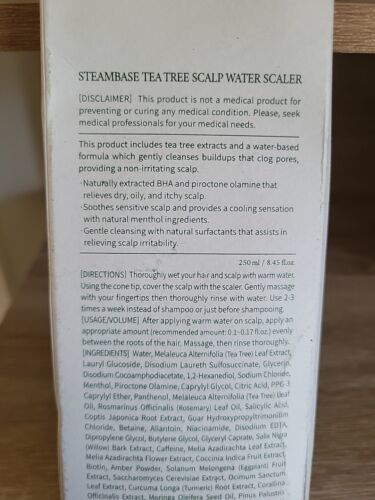 STEAMBASE TEA TREE SCALP WATER SCALER
[DISCLAIMER] This product is not a medical product for
preventing or curing any medical condition. Please, seek
medical professionals for your medical needs.
This product includes tea tree extracts and a water-based
formula which gently cleanses buildups that clog pores,
providing a non-irritating scalp.
·Naturally extracted BHA and piroctone olamine that
relieves dry, oily, and itchy scalp.
·Soothes sensitive scalp and provides a cooling sensation
with natural menthol ingredients.
·Gentle cleansing with natural surfactants that assists in
relieving scalp irritability.
250 ml / 8.45 fl.oz
[DIRECTIONS] Thoroughly wet your hair and scalp with warm water.
Using the cone tip, cover the scalp with the scaler. Gently massage
with your fingertips then thoroughly rinse with water. Use 2-3
times a week instead of shampoo or just before shampooing.
[USAGE/VOLUME] After applying warm water on scalp, apply an
appropriate amount (recommended amount: 0.1~0.17 fl.oz) evenly
between the roots of the hair. Massage, then rinse thoroughly.
[INGREDIENTS] Water, Melaleuca Alternifolia (Tea Tree) Leaf Extract,
Lauryl Glucoside, Disodium Laureth Sulfosuccinate, Glycerin,
Disodium Cocoamphodiacetate, 1,2-Hexanediol, Sodium Chloride,
Menthol, Piroctone Olamine, Caprylyl Glycol, Citric Acid, PPG-3
Caprylyl Ether, Panthenol, Melaleuca Alternifolia (Tea Tree) Leaf
Oil, Rosmarinus Officinalis (Rosemary) Leaf Oil, Salicylic Acid,
Coptis Japonica Root Extract, Guar Hydroxypropyltrimonium
Chloride, Betaine, Allantoin, Niacinamide, Disodium EDTA,
Dipropylene Glycol, Butylene Glycol, Glyceryl Caprate, Salix Nigra
(Willow) Bark Extract, Caffeine, Melia Azadirachta Leaf Extract,
Melia Azadirachta Flower Extract, Coccinia Indica Fruit Extract,
Biotin, Amber Powder, Solanum Melongena (Eggplant) Fruit
Extract, Saccharomyces Cerevisiae Extract, Ocimum Sanctum
Leaf Extract, Curcuma Longa (Turmeric) Root Extract, Corallina
Officinalis Extract, Moringa Oleifera Seed Oil, Pinus Palustris